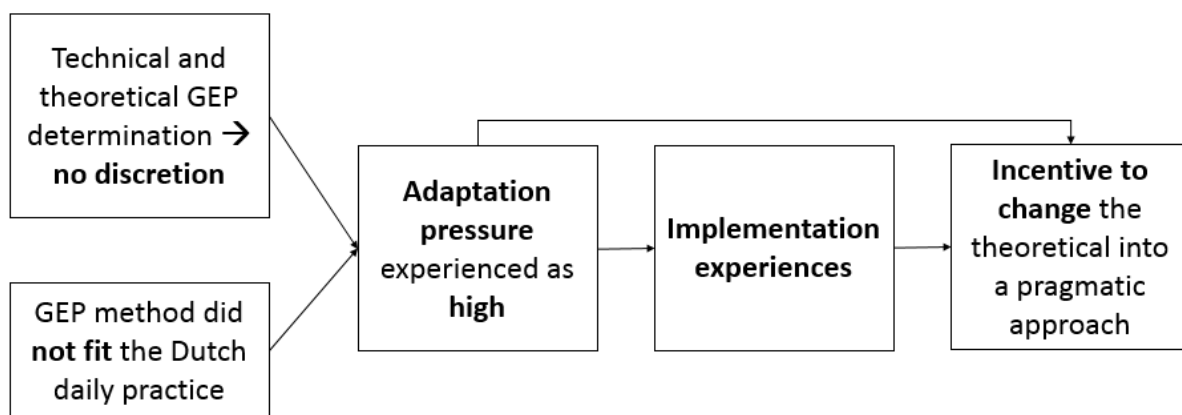 Technical and
theoretical GEP
determination →
no discretion
GEP method did
not fit the Dutch
daily practice
Adaptation
pressure
experienced as
high
Implementation
experiences
Incentive to
change the
theoretical into
a pragmatic
approach